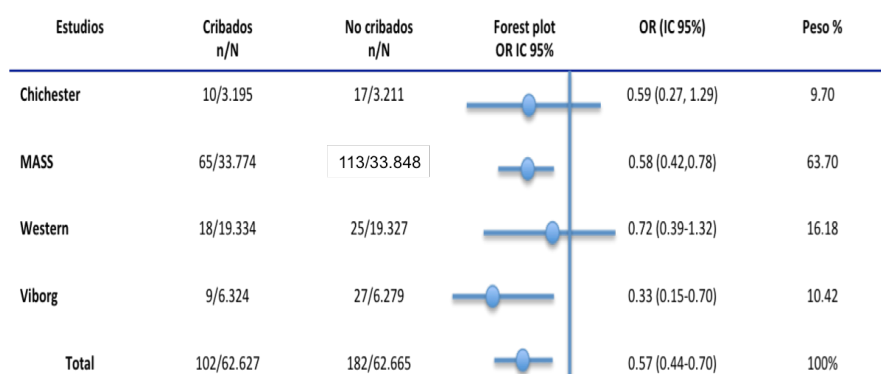 Estudios Cribados No cribados Forest plot OR (IC 95%) Peso %
n/N n/N OR IC 95%
Chichester 10/3.195 17/3.211 0.59 (0.27, 1.29) 9.70
MASS 65/33.774 113/33.848 0.58 (0.42,0.78) 63.70
Western 18/19.334 25/19.327 0.72 (0.39-1.32) 16.18
Viborg 9/6.324 27/6.279 0.33 (0.15-0.70) 10.42
Total 102/62.627 182/62.665 0.57 (0.44-0.70) 100%